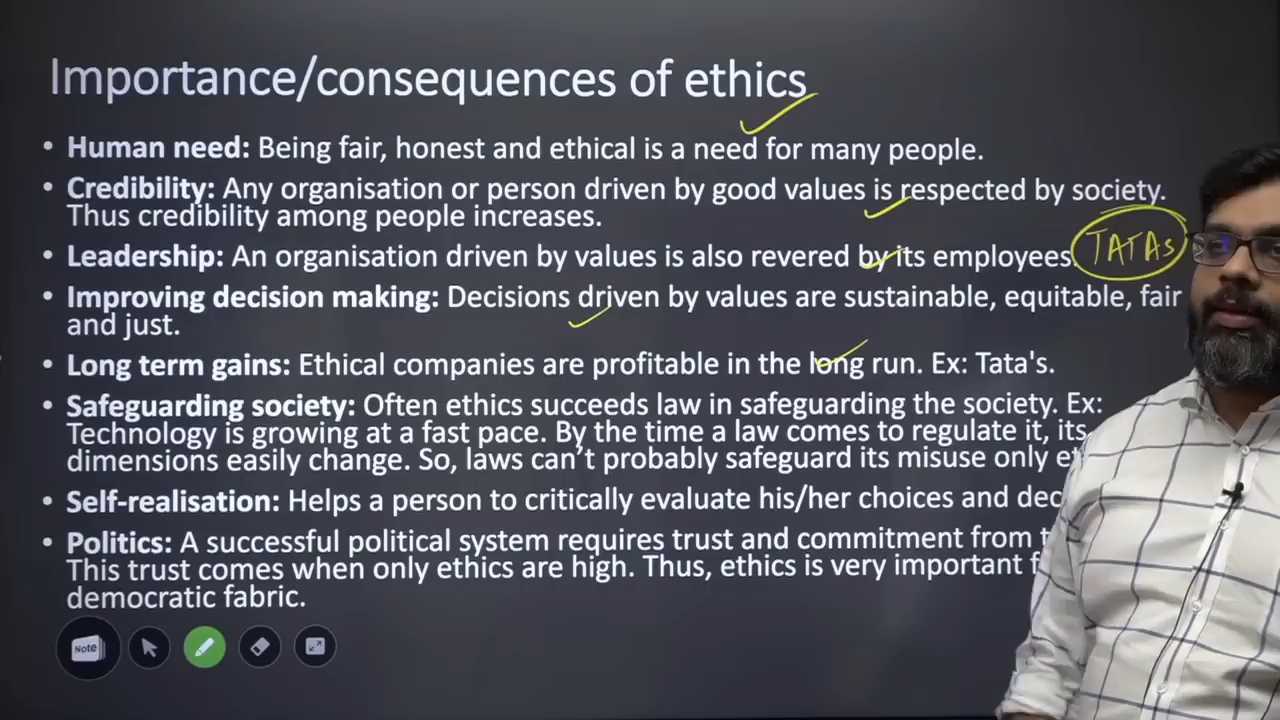 Importance/consequences of ethics
• Human need: Being fair, honest and ethical is a need for many people.
• Credibility: Any organisation or person driven by good values is respected by society.
Thus credibility among people increases.
• Leadership: An organisation driven by values is also revered by its employees.
TATAs
• Improving decision making: Decisions driven by values are sustainable, equitable, fair
and just.
• Long term gains: Ethical companies are profitable in the long run. Ex: Tata's.
• Safeguarding society: Often ethics succeeds law in safeguarding the society. Ex:
Technology is growing at a fast pace. By the time a law comes to regulate it, its
dimensions easily change. So, laws can't probably safeguard its misuse only
• Self-realisation: Helps a person to critically evaluate his/her choices and
• Politics: A successful political system requires trust and commitment from
This trust comes when only ethics are high. Thus, ethics is very important
democratic fabric.
Note